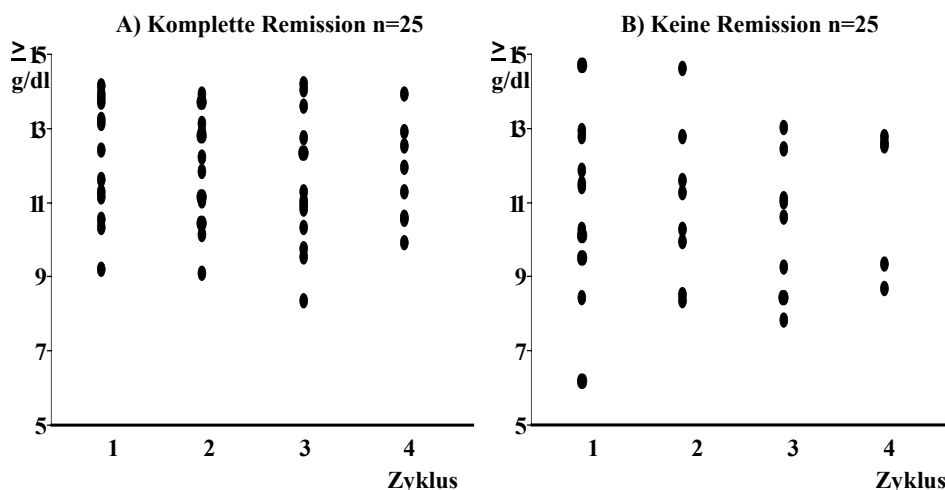 A) Komplette Remission n=25
≥ 15
g/dl
13
11
9
7
5
1 2 3 4
Zyklus
B) Keine Remission n=25
≥ 15
g/dl
13
11
9
7
5
1 2 3 4
Zyklus